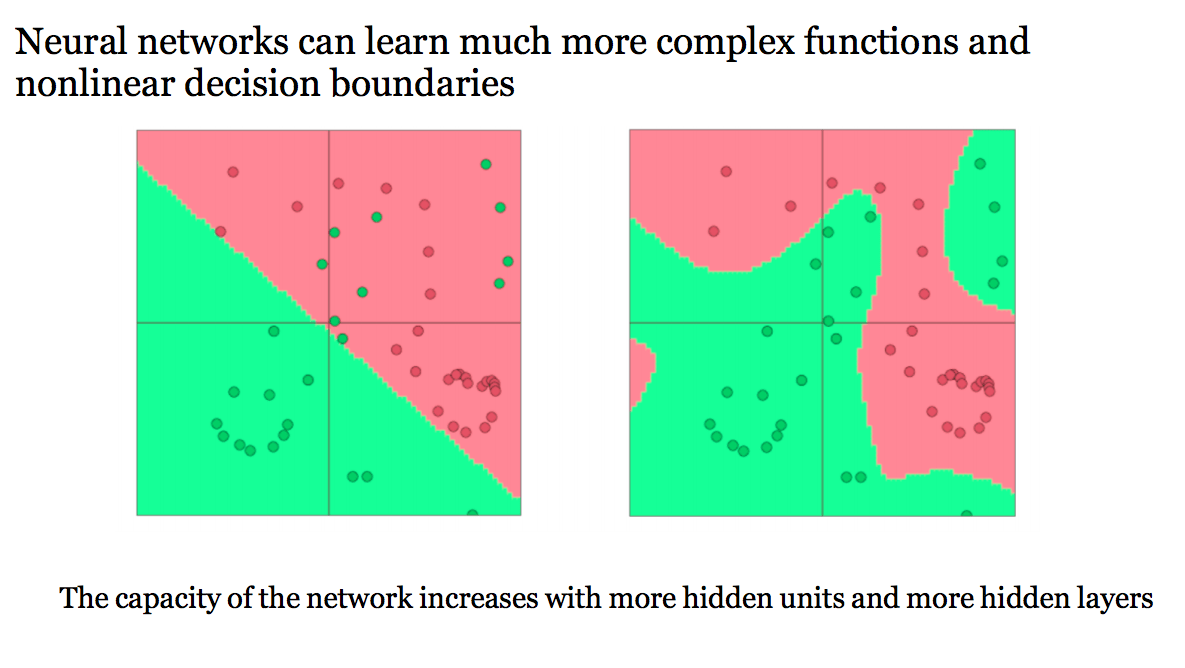 Neural networks can learn much more complex functions and
nonlinear decision boundaries
The capacity of the network increases with more hidden units and more hidden layers